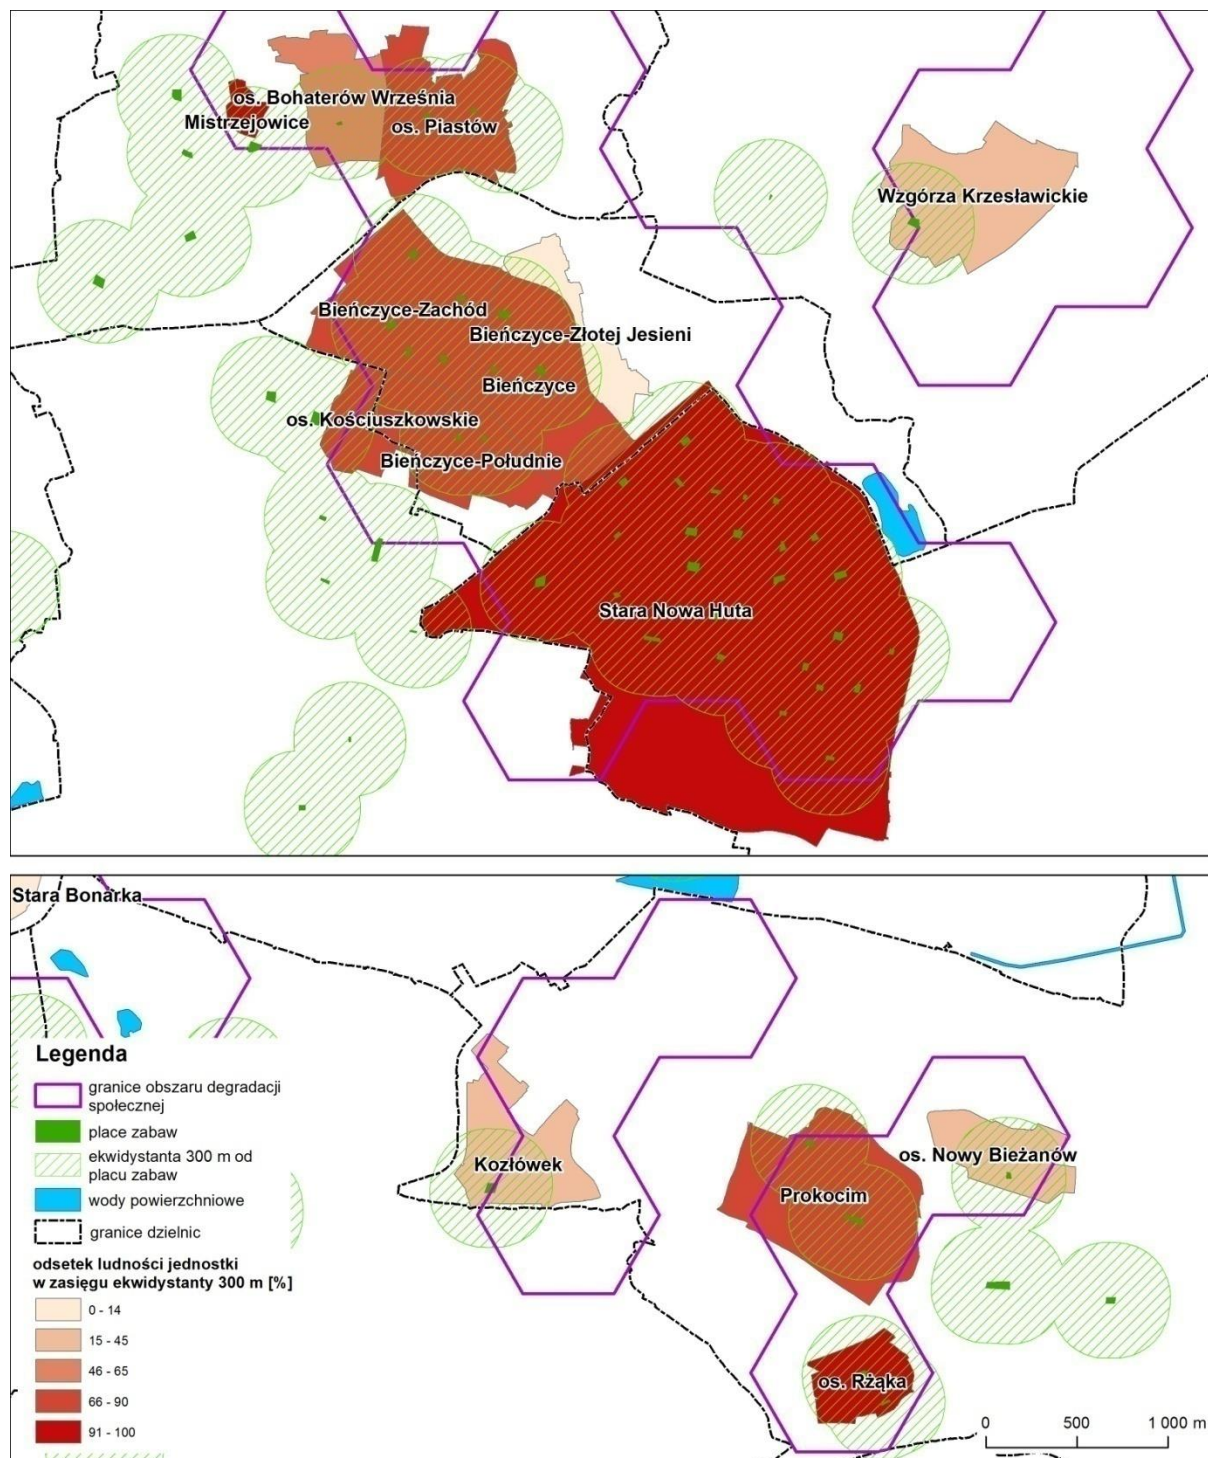 os. Bohaterów Września
Mistrzejowice
os. Piastów
Wzgórza Krzesławickie
Bieńczyce-Zachód
Bieńczyce-Złotej Jesieni
Bieńczyce
os. Kościuszkowskie
Bieńczyce-Południe
Stara Nowa Huta
Stara Bonarka
Legenda
granice obszaru degradacji
społecznej
place zabaw
ekwidystanta 300 m od
placu zabaw
wody powierzchniowe
granice dzielnic
odsetek ludności jednostki
w zasięgu ekwidystanty 300 m [%]
0 - 14
15 - 45
46 - 65
66 - 90
91 - 100
Kozłówek
os. Nowy Bieżanów
Prokocim
os. Rżąka
0 500 1 000 m